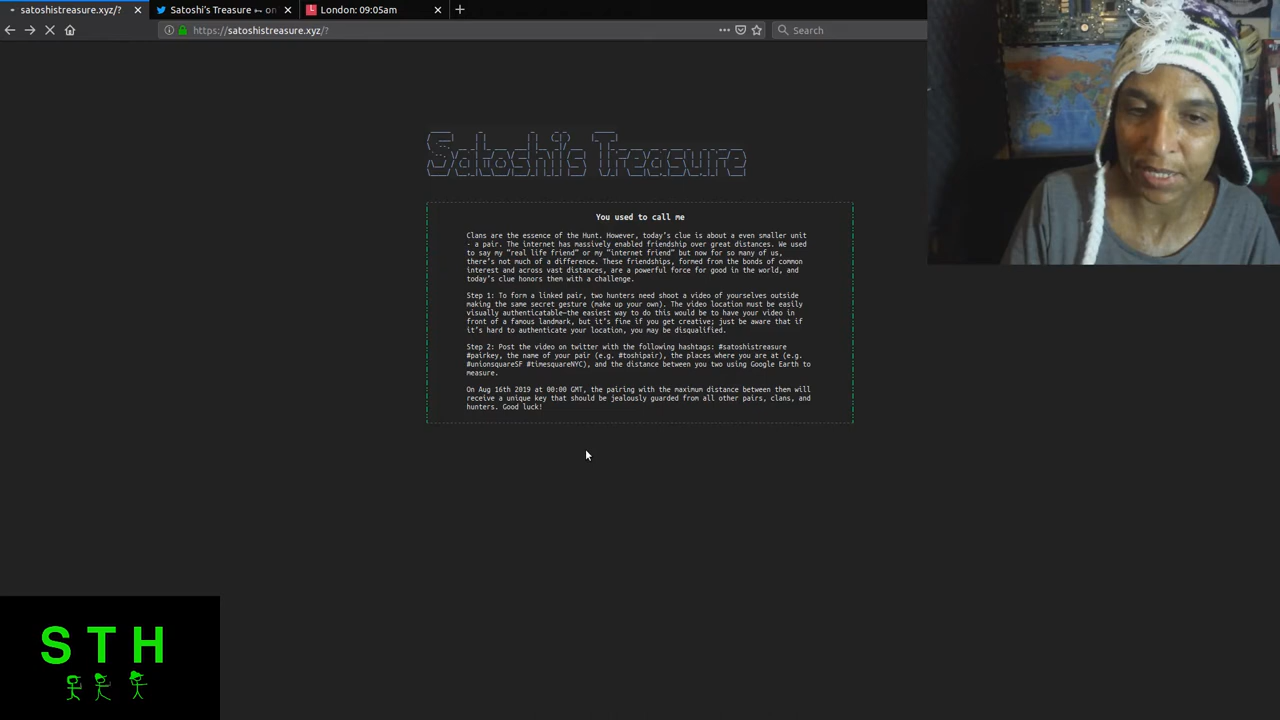 satoshistreasure.xyz/?
Satoshi's Treasure 🗝 on
London: 09:05am
https://satoshistreasure.xyz/?
Search
Satoshi's Treasure
You used to call me
Clans are the essence of the Hunt. However, today's clue is about a even smaller unit
- a pair. The internet has massively enabled friendship over great distances. We used
to say my "real life friend" or my "internet friend" but now for so many of us,
there's not much of a difference. These friendships, formed from the bonds of common
interest and across vast distances, are a powerful force for good in the world, and
today's clue honors them with a challenge.
Step 1: To form a linked pair, two hunters need shoot a video of yourselves outside
making the same secret gesture (make up your own). The video location must be easily
visually authenticatable—the easiest way to do this would be to have your video in
front of a famous landmark, but it's fine if you get creative; just be aware that if
it's hard to authenticate your location, you may be disqualified.
Step 2: Post the video on twitter with the following hashtags: #satoshistreasure
#pairkey, the name of your pair (e.g. #toshipair), the places where you are at (e.g.
#unionsquareSF #timesquareNYC), and the distance between you two using Google Earth to
measure.
On Aug 16th 2019 at 00:00 GMT, the pairing with the maximum distance between them will
receive a unique key that should be jealously guarded from all other pairs, clans, and
hunters. Good luck!
STH